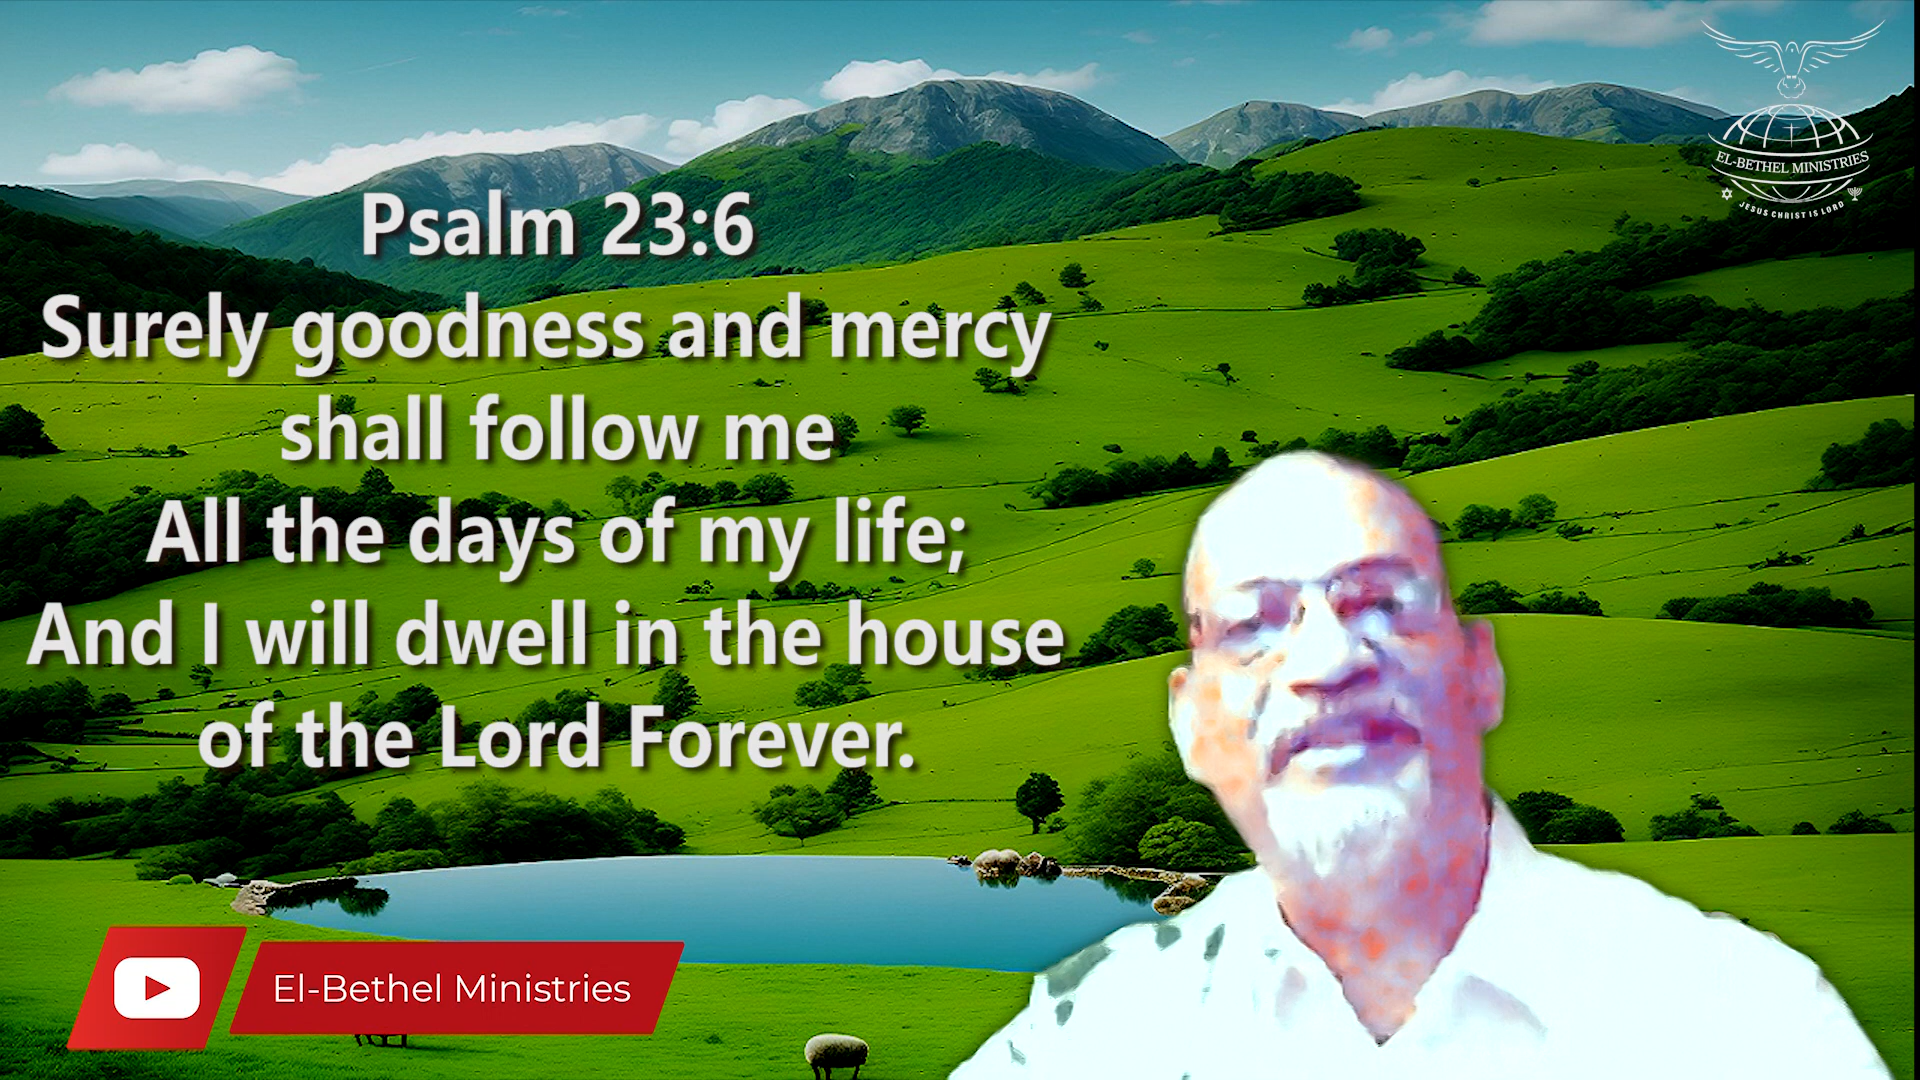 EL-BETHEL MINISTRIES
JESUS CHRIST IS LORD
Psalm 23:6
Surely goodness and mercy
shall follow me
All the days of my life;
And I will dwell in the house
of the Lord Forever.
El-Bethel Ministries